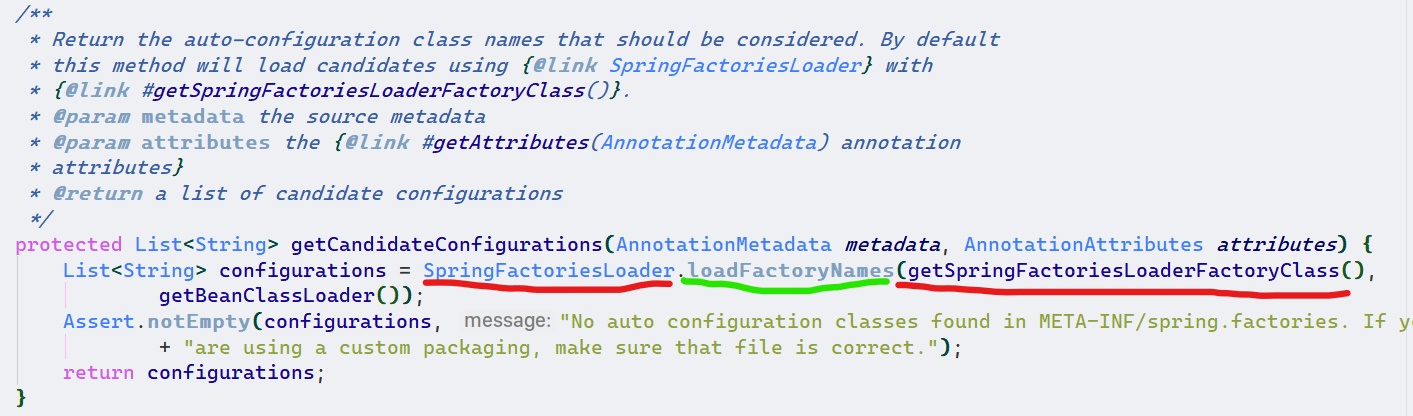 /**
* Return the auto-configuration class names that should be considered. By default
* this method will load candidates using {@link SpringFactoriesLoader} with
* {@link #getSpringFactoriesLoaderFactoryClass()}.
* @param metadata the source metadata
* @param attributes the {@link #getAttributes(AnnotationMetadata) annotation
* attributes}
* @return a list of candidate configurations
*/
protected List<String> getCandidateConfigurations(AnnotationMetadata metadata, AnnotationAttributes attributes) {
List<String> configurations = SpringFactoriesLoader.loadFactoryNames(getSpringFactoriesLoaderFactoryClass(),
getBeanClassLoader());
Assert.notEmpty(configurations, message: "No auto configuration classes found in META-INF/spring.factories. If
+ "are using a custom packaging, make sure that file is correct.");
return configurations;
}